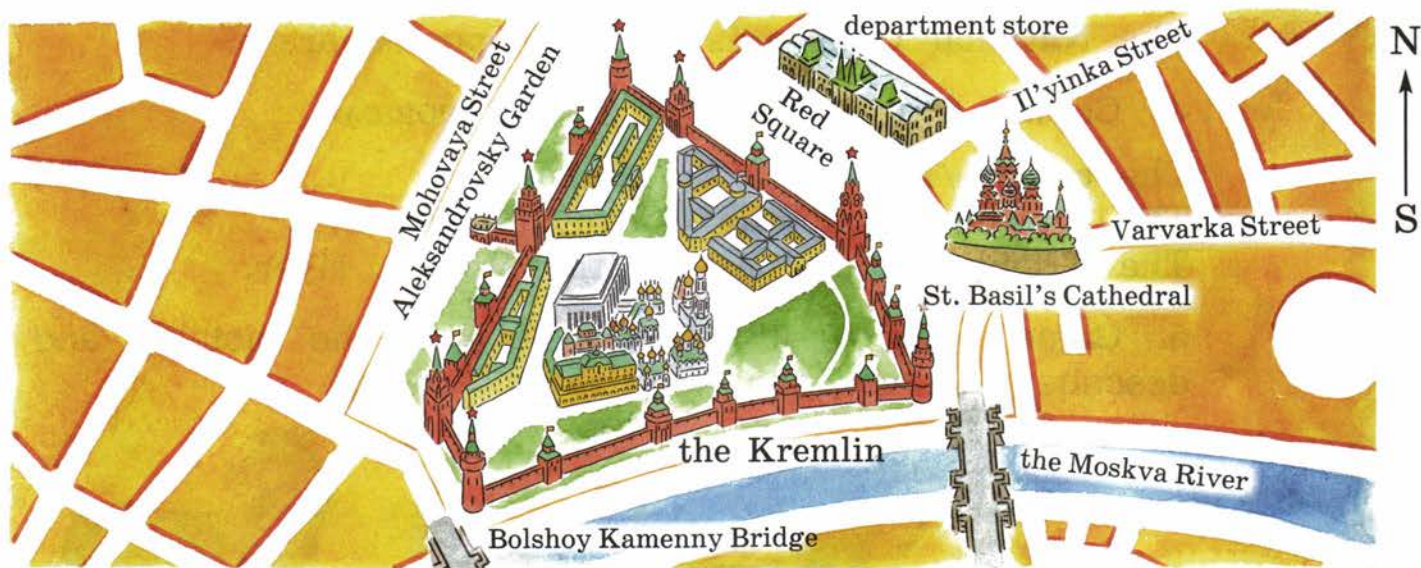 department store
N
S
Mohovaya Street
Aleksandrovsky Garden
Red
Square
Il'yinka Street
Varvarka Street
St. Basil's Cathedral
the Kremlin
the Moskva River
Bolshoy Kamenny Bridge